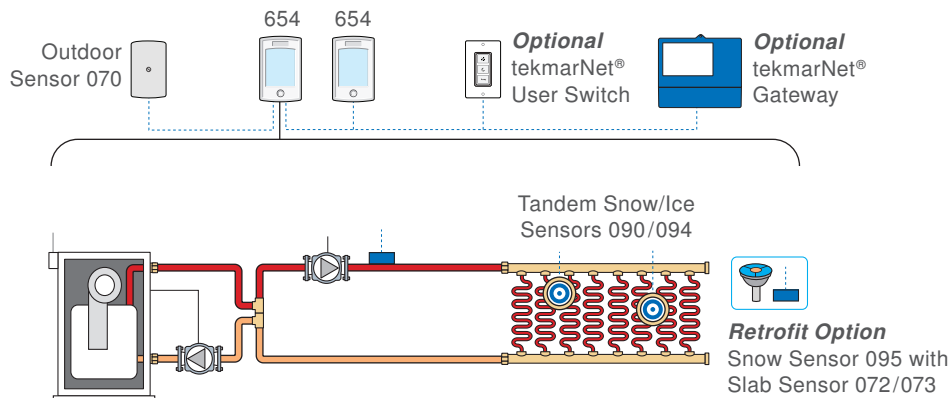 Outdoor
Sensor 070
654
654
Optional
tekmarNet®
User Switch
Optional
tekmarNet®
Gateway
Tandem Snow/Ice
Sensors 090/094
Retrofit Option
Snow Sensor 095 with
Slab Sensor 072/073